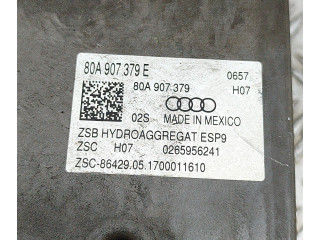 80A 907 379 E 0657
80A 907 379 H07
02S MADE IN MEXICO
ZSB HYDROAGGREGAT ESP9
ZSC H07 0265956241
ZSC-86429.05.1700011610